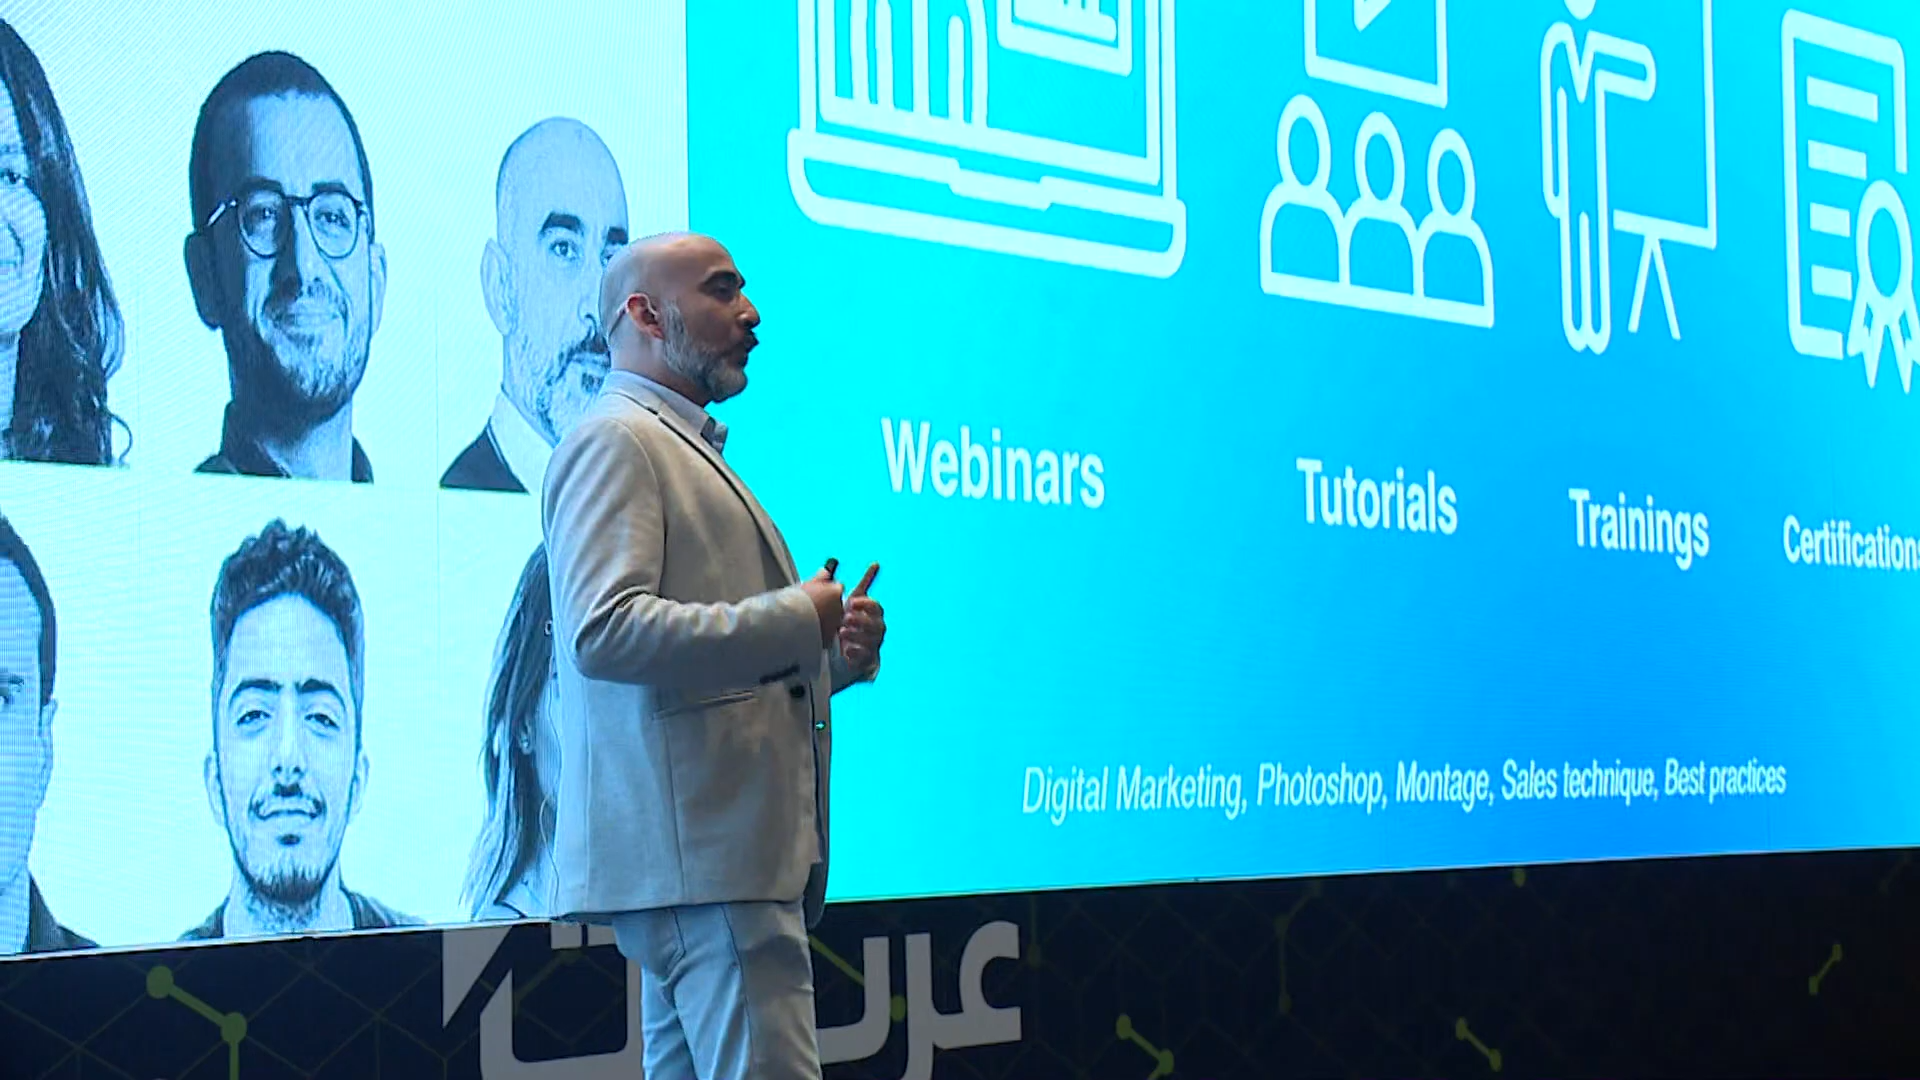 Webinars
Tutorials
Trainings
Certifications
Digital Marketing, Photoshop, Montage, Sales technique, Best practices